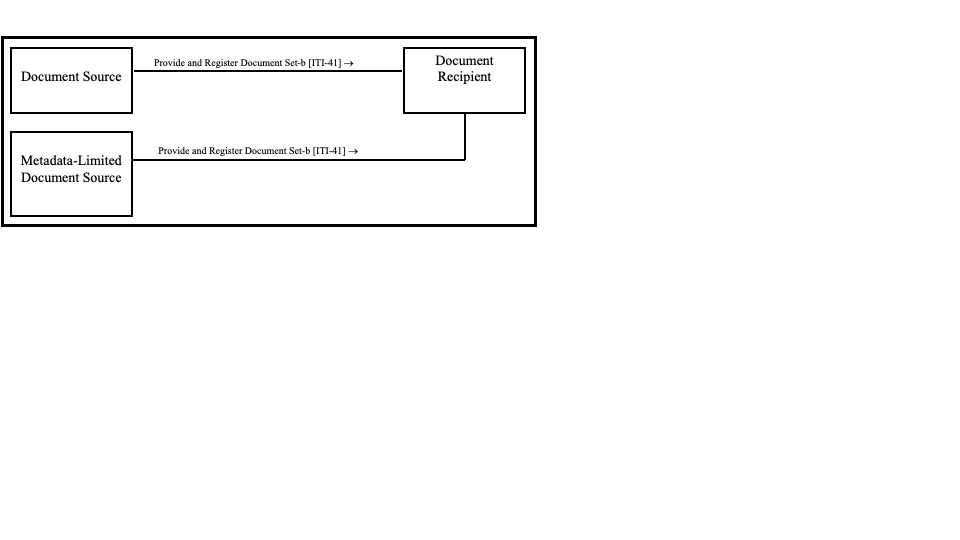 Document Source
Provide and Register Document Set-b [ITI-41] →
Document
Recipient
Metadata-Limited
Document Source
Provide and Register Document Set-b [ITI-41] →